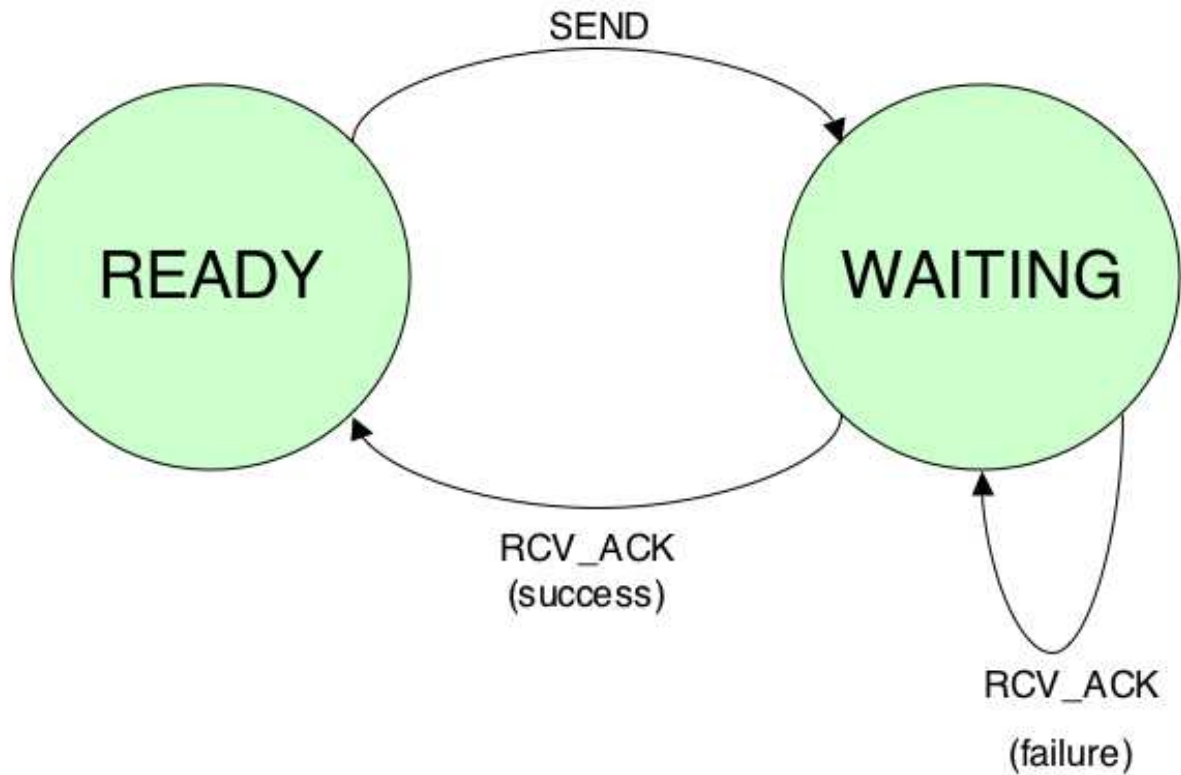 SEND
READY
WAITING
RCV_ACK
(success)
RCV_ACK
(failure)